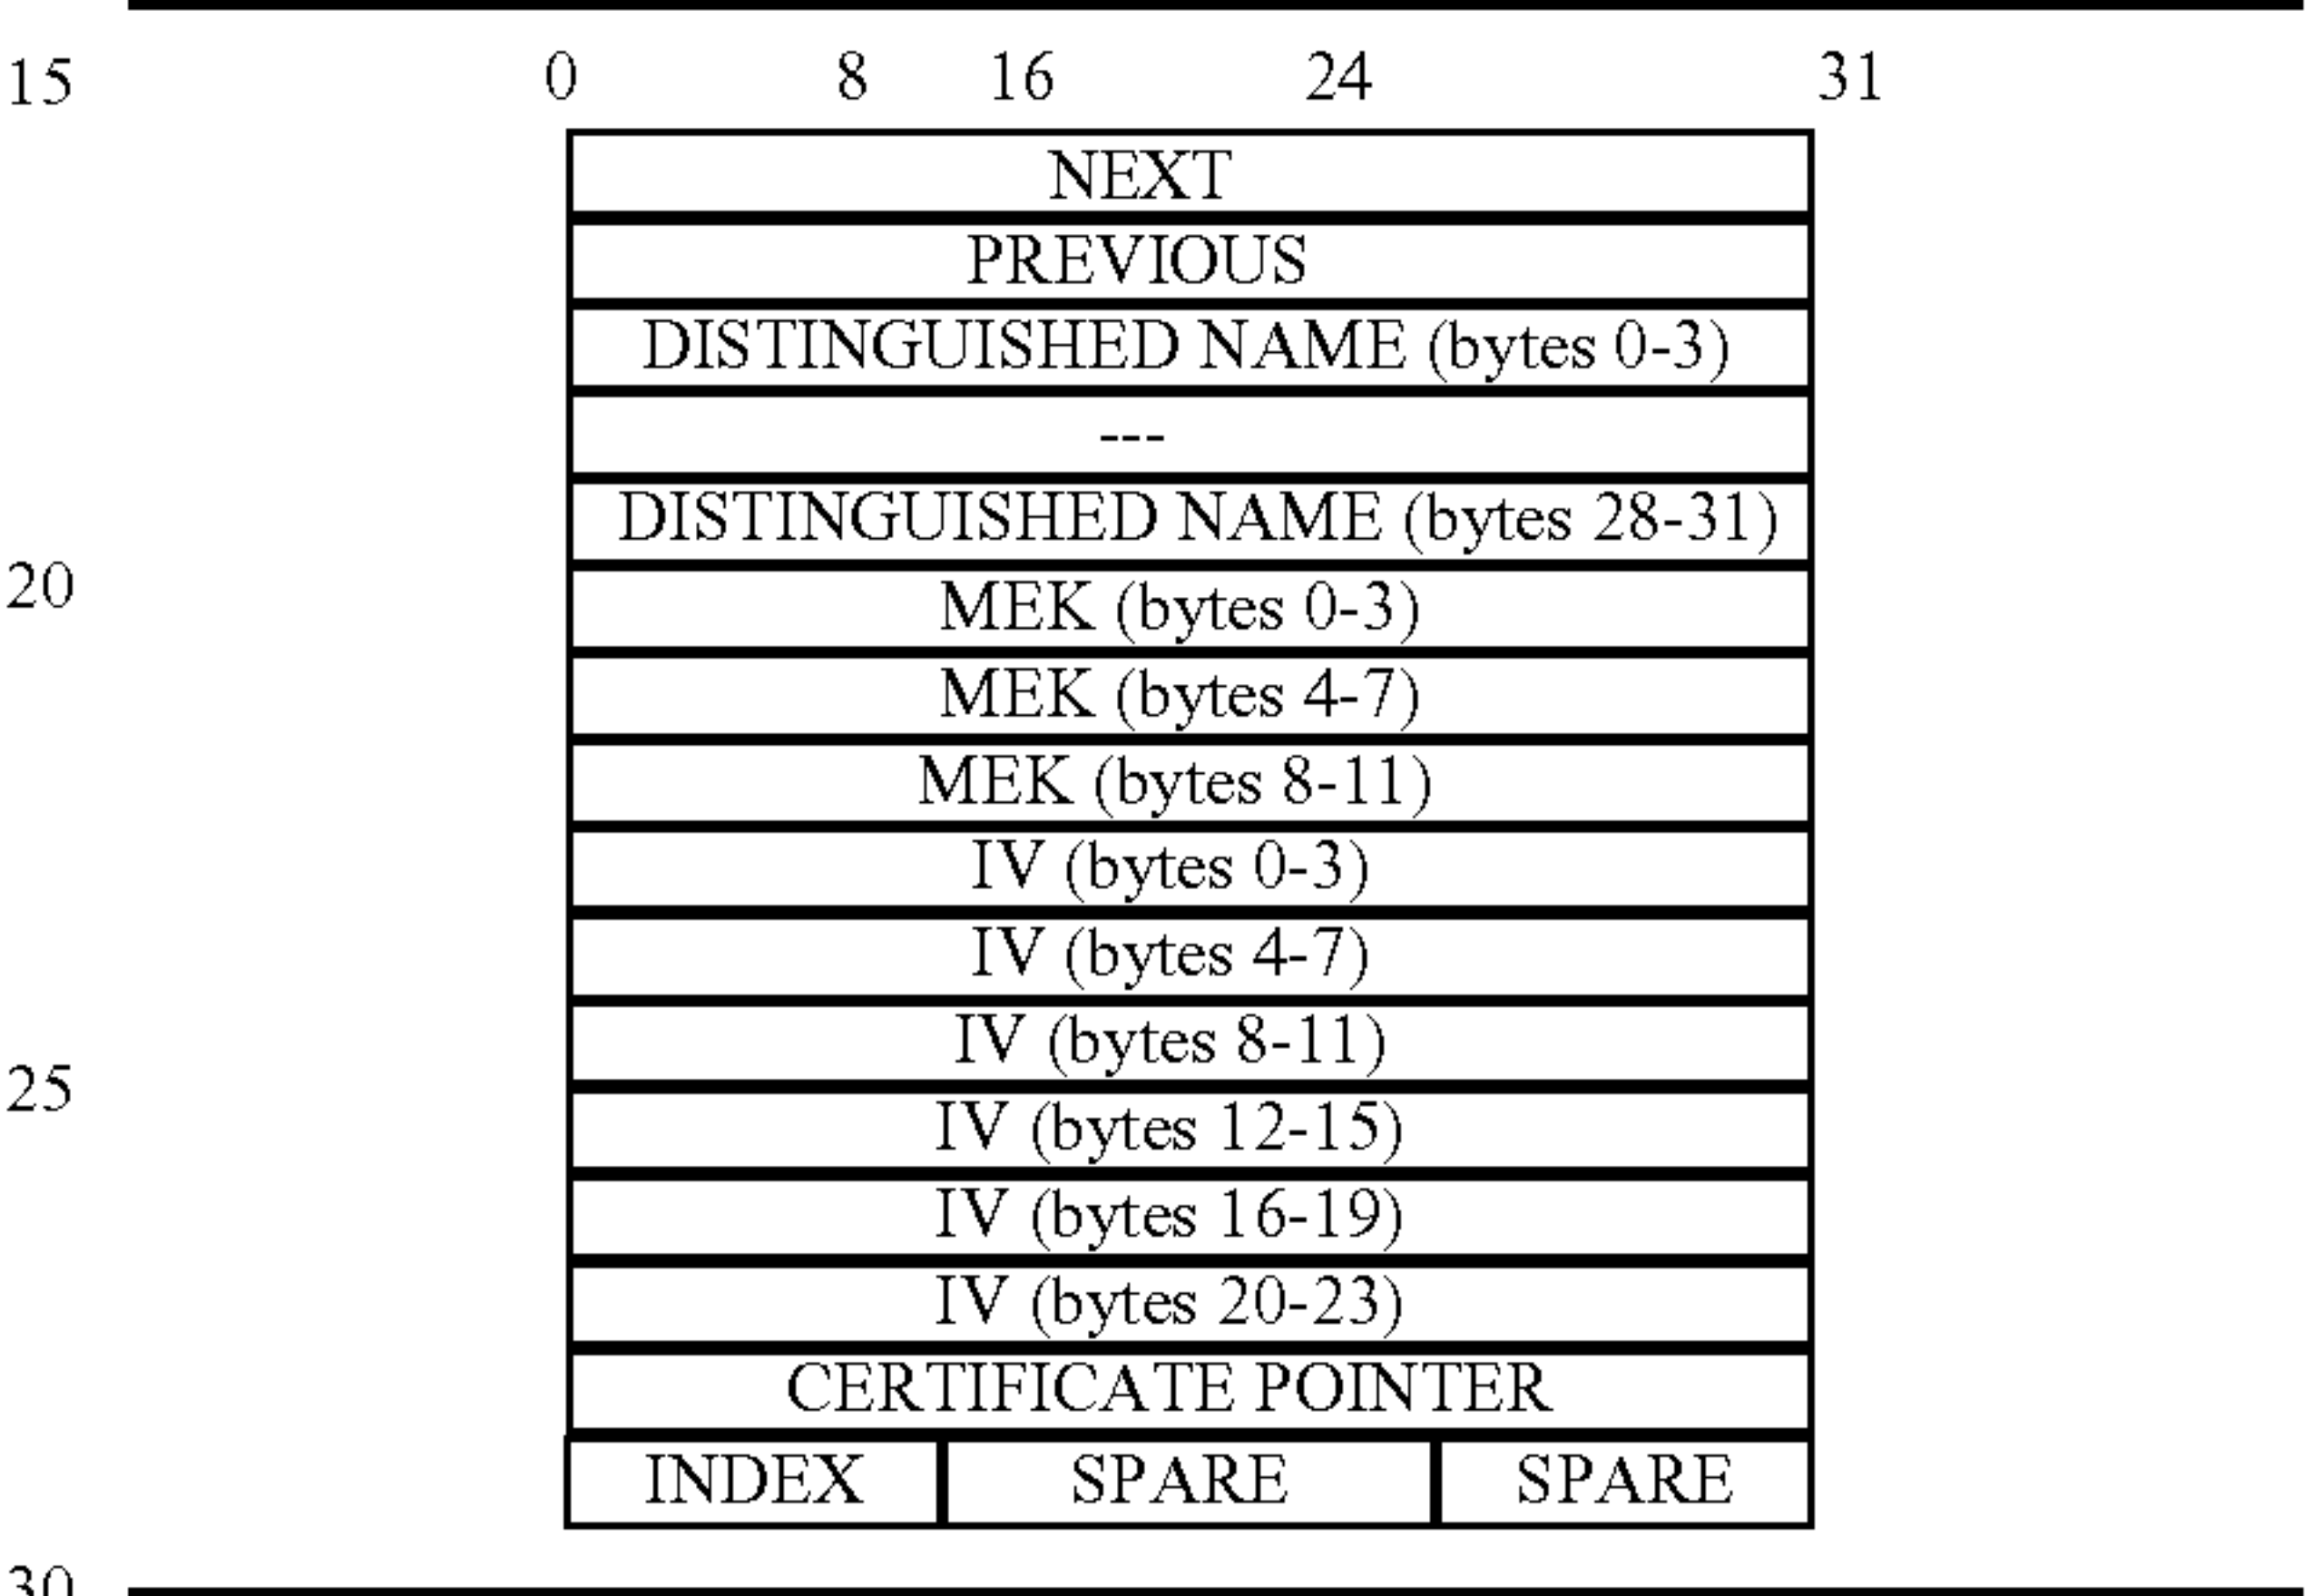 15 0 8 16 24 31
NEXT
PREVIOUS
DISTINGUISHED NAME (bytes 0-3)
---
DISTINGUISHED NAME (bytes 28-31)
20 MEK (bytes 0-3)
MEK (bytes 4-7)
MEK (bytes 8-11)
IV (bytes 0-3)
IV (bytes 4-7)
IV (bytes 8-11)
25 IV (bytes 12-15)
IV (bytes 16-19)
IV (bytes 20-23)
CERTIFICATE POINTER
INDEX SPARE SPARE
30